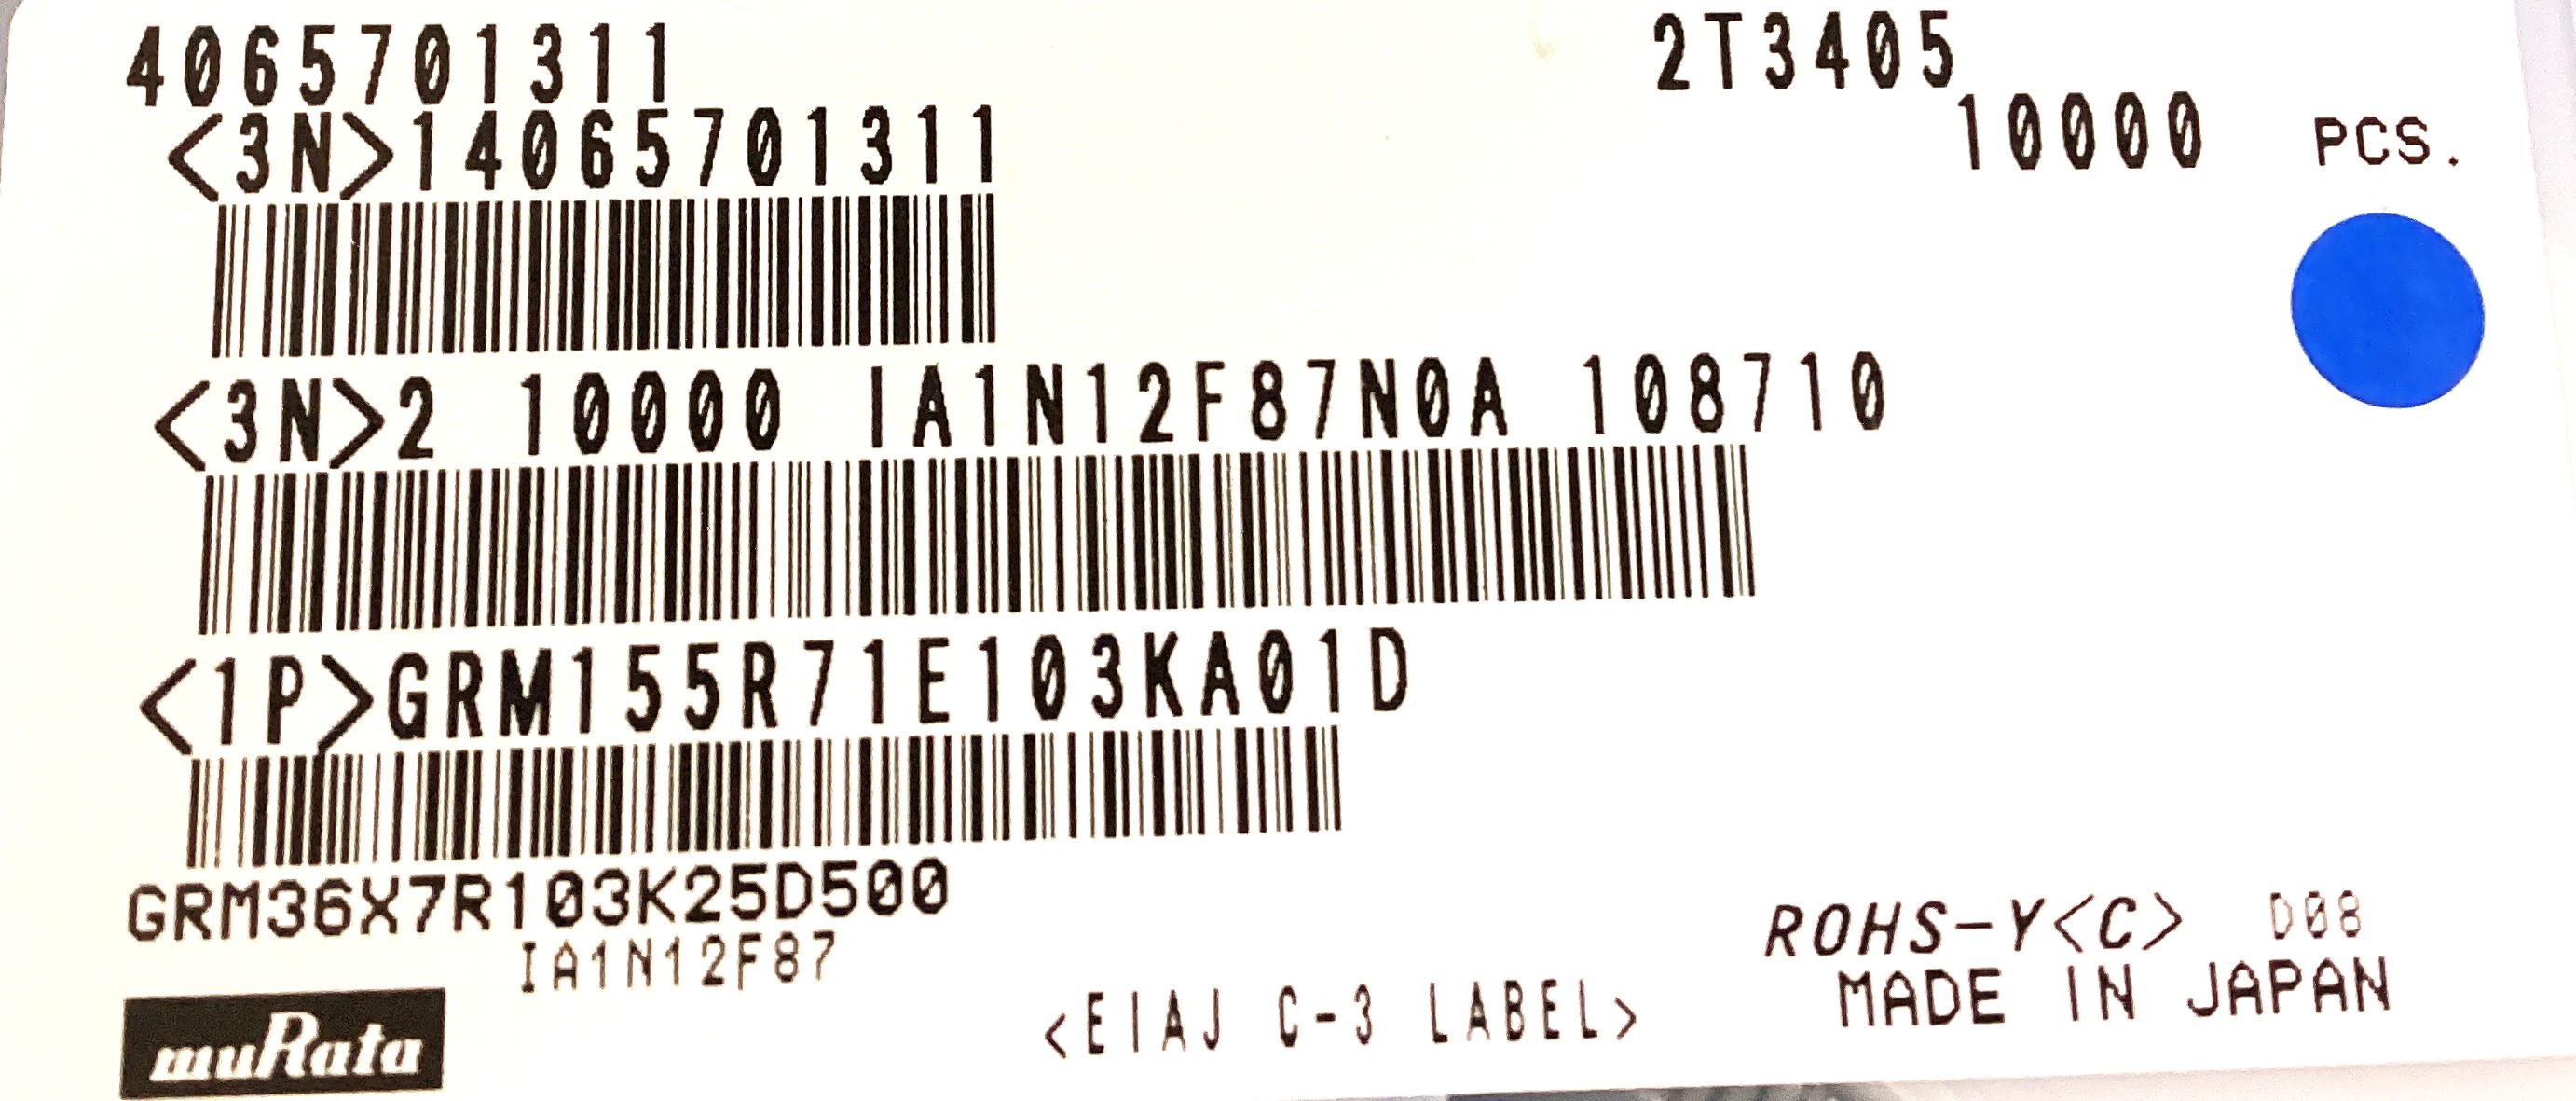 4065701311 2T3405
<3N>14065701311 10000 PCS.
<3N>2 10000 IA1N12F87N0A 108710
<1P>GRM155R71E103KA01D
GRM36X7R103K25D500
IA1N12F87
ROHS-Y<C> D08
MADE IN JAPAN
<EIAJ C-3 LABEL>
muRata